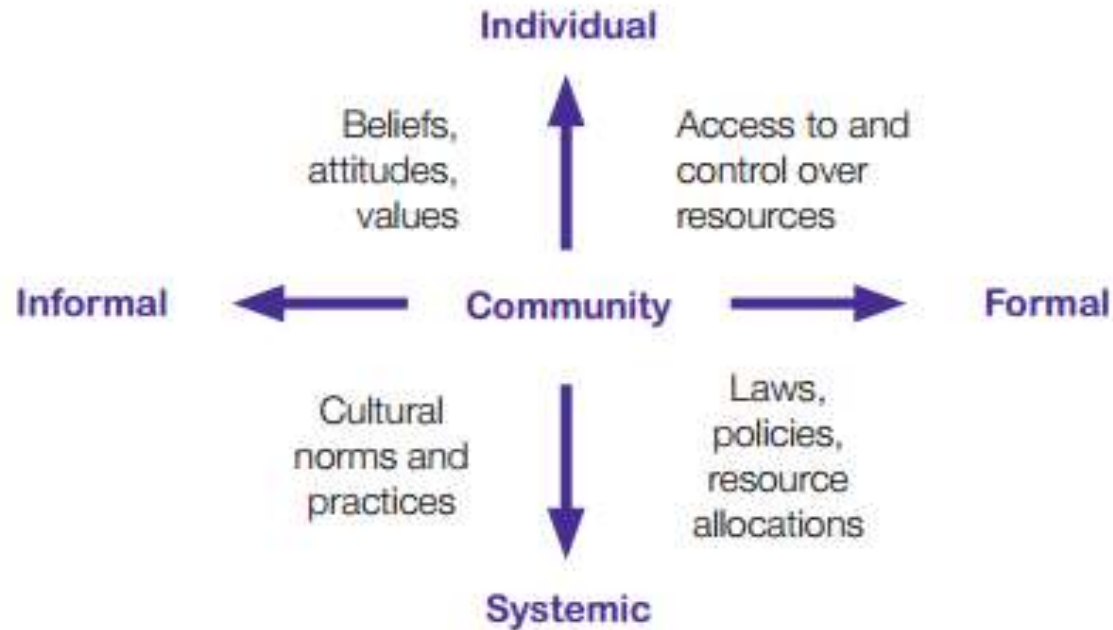 Individual
Beliefs,
attitudes,
values
Access to and
control over
resources
Informal
Community
Formal
Cultural
norms and
practices
Laws,
policies,
resource
allocations
Systemic